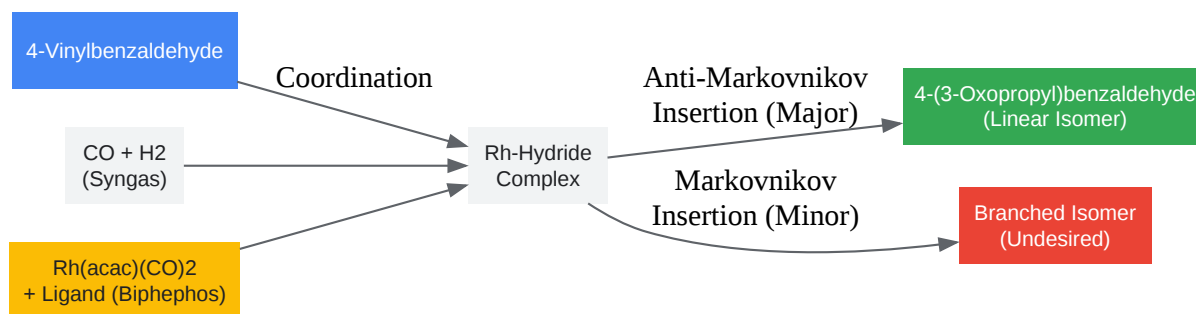 4-Vinylbenzaldehyde
Coordination
CO + H2
(Syngas)
Rh(acac)(CO)2
+ Ligand (Biphephos)
Rh-Hydride
Complex
Anti-Markovnikov
Insertion (Major)
Markovnikov
Insertion (Minor)
4-(3-Oxopropyl)benzaldehyde
(Linear Isomer)
Branched Isomer
(Undesired)